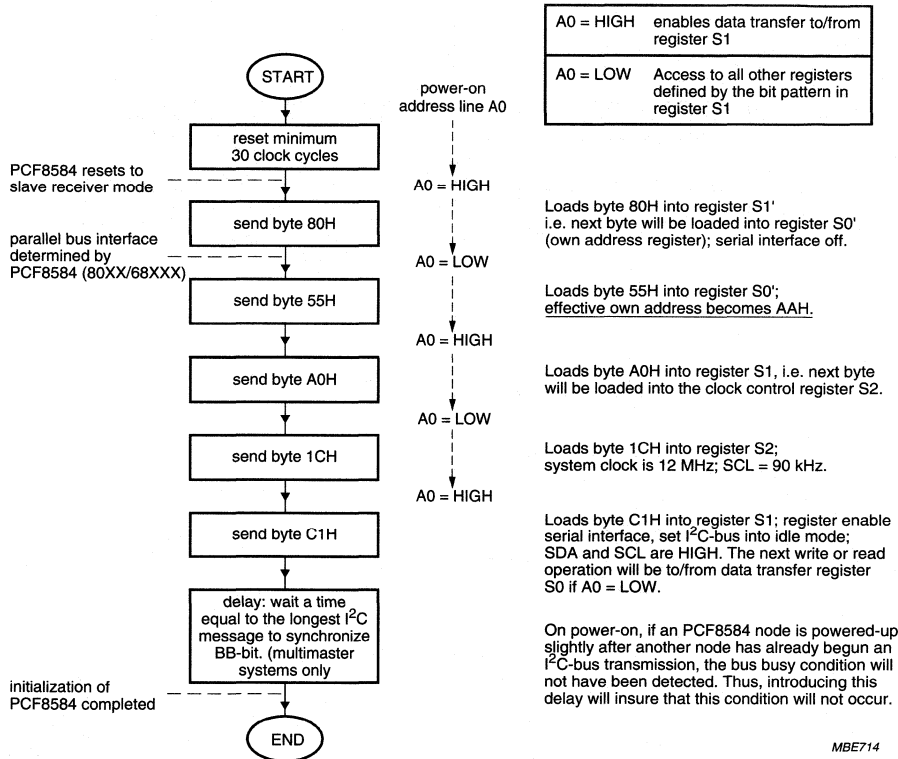 A0 = HIGH enables data transfer to/from
register S1
A0 = LOW Access to all other registers
defined by the bit pattern in
register S1
START
power-on
address line A0
reset minimum
30 clock cycles
PCF8584 resets to
slave receiver mode
A0 = HIGH
send byte 80H
Loads byte 80H into register S1'
i.e. next byte will be loaded into register S0'
(own address register); serial interface off.
parallel bus interface
determined by
PCF8584 (80XX/68XXX)
A0 = LOW
send byte 55H
Loads byte 55H into register S0';
effective own address becomes AAH.
A0 = HIGH
send byte A0H
Loads byte A0H into register S1, i.e. next byte
will be loaded into the clock control register S2.
A0 = LOW
send byte 1CH
Loads byte 1CH into register S2;
system clock is 12 MHz; SCL = 90 kHz.
A0 = HIGH
send byte C1H
Loads byte C1H into register S1; register enable
serial interface, set I²C-bus into idle mode;
SDA and SCL are HIGH. The next write or read
operation will be to/from data transfer register
S0 if A0 = LOW.
delay: wait a time
equal to the longest I²C
message to synchronize
BB-bit. (multimaster
systems only
On power-on, if an PCF8584 node is powered-up
slightly after another node has already begun an
I²C-bus transmission, the bus busy condition will
not have been detected. Thus, introducing this
delay will insure that this condition will not occur.
initialization of
PCF8584 completed
END
MBE714